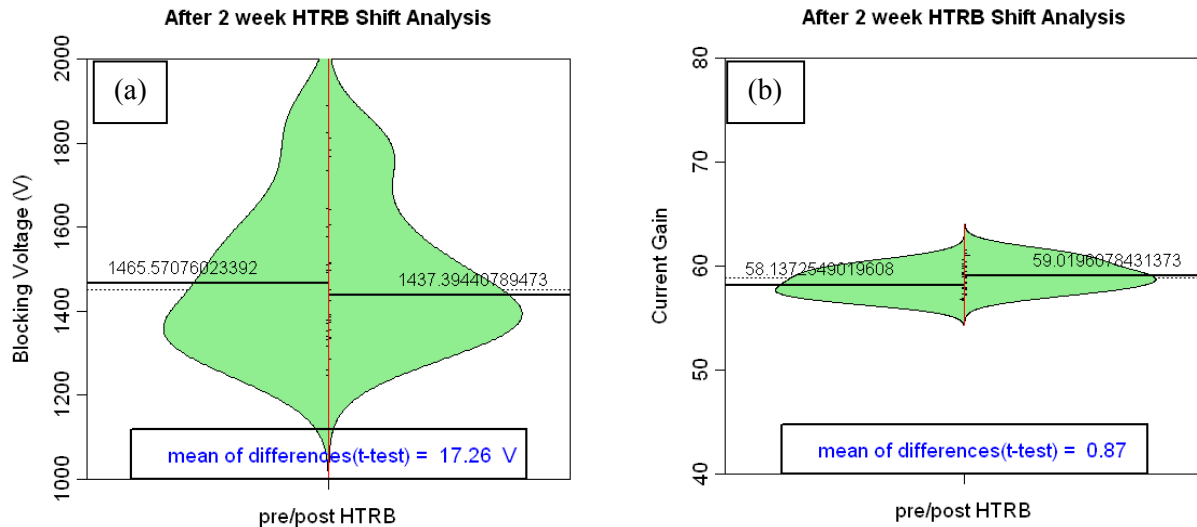 After 2 week HTRB Shift Analysis
(a)
2000
1800
1600
1400
1200
1000
Blocking Voltage (V)
1465.57076023392
1437.39440789473
mean of differences(t-test) = 17.26 V
pre/post HTRB
After 2 week HTRB Shift Analysis
(b)
80
70
60
50
40
Current Gain
58.1372549019608
59.0196078431373
mean of differences(t-test) = 0.87
pre/post HTRB